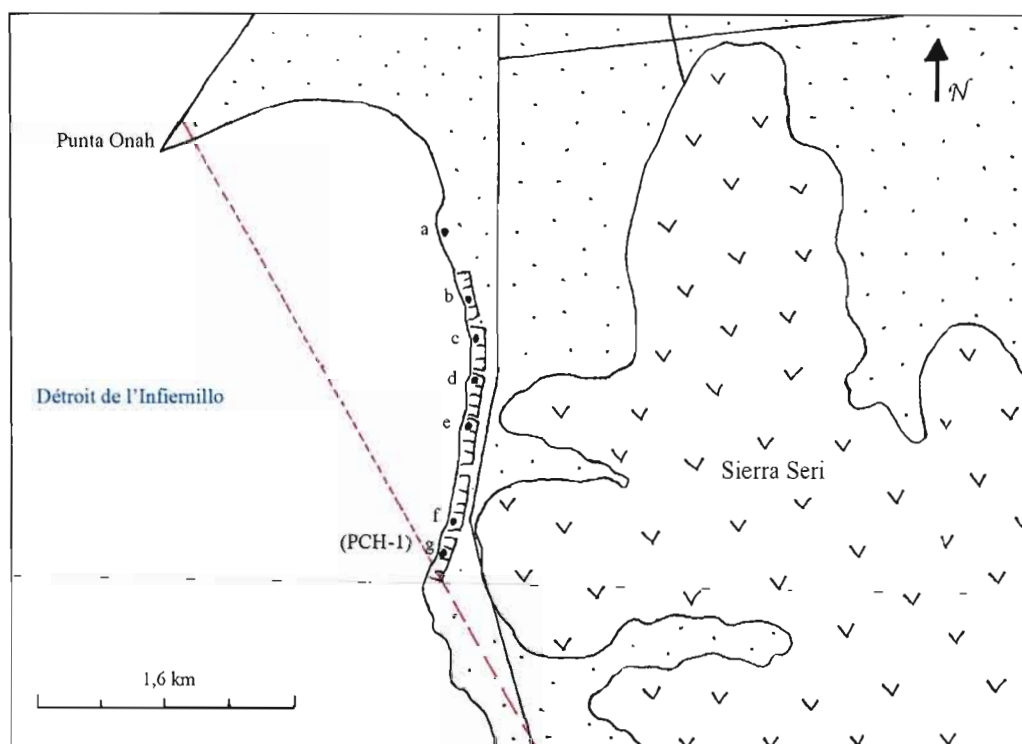 N
Punta Onah
a
b
c
d
Détroit de l'Infiernillo
e
Sierra Seri
f
(PCH-1) g
1,6 km